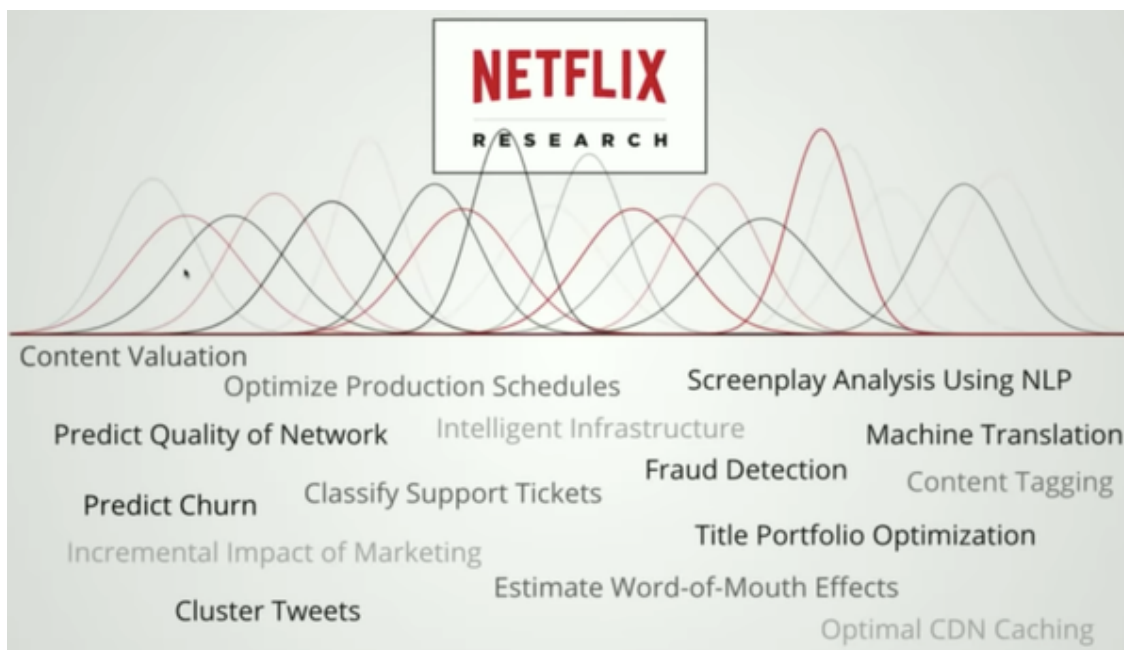 NETFLIX
RESEARCH
Content Valuation
Optimize Production Schedules
Screenplay Analysis Using NLP
Predict Quality of Network
Intelligent Infrastructure
Machine Translation
Fraud Detection
Content Tagging
Classify Support Tickets
Predict Churn
Title Portfolio Optimization
Incremental Impact of Marketing
Estimate Word-of-Mouth Effects
Cluster Tweets
Optimal CDN Caching